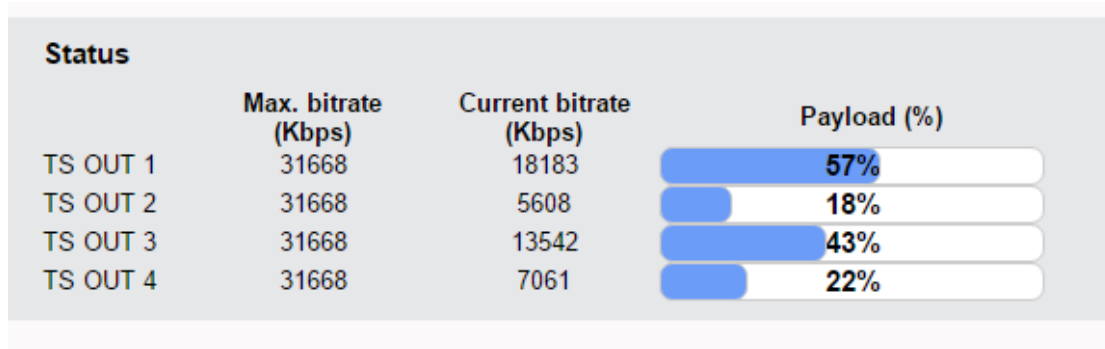 Status
Max. bitrate (Kbps) Current bitrate (Kbps) Payload (%)
TS OUT 1 31668 18183 57%
TS OUT 2 31668 5608 18%
TS OUT 3 31668 13542 43%
TS OUT 4 31668 7061 22%